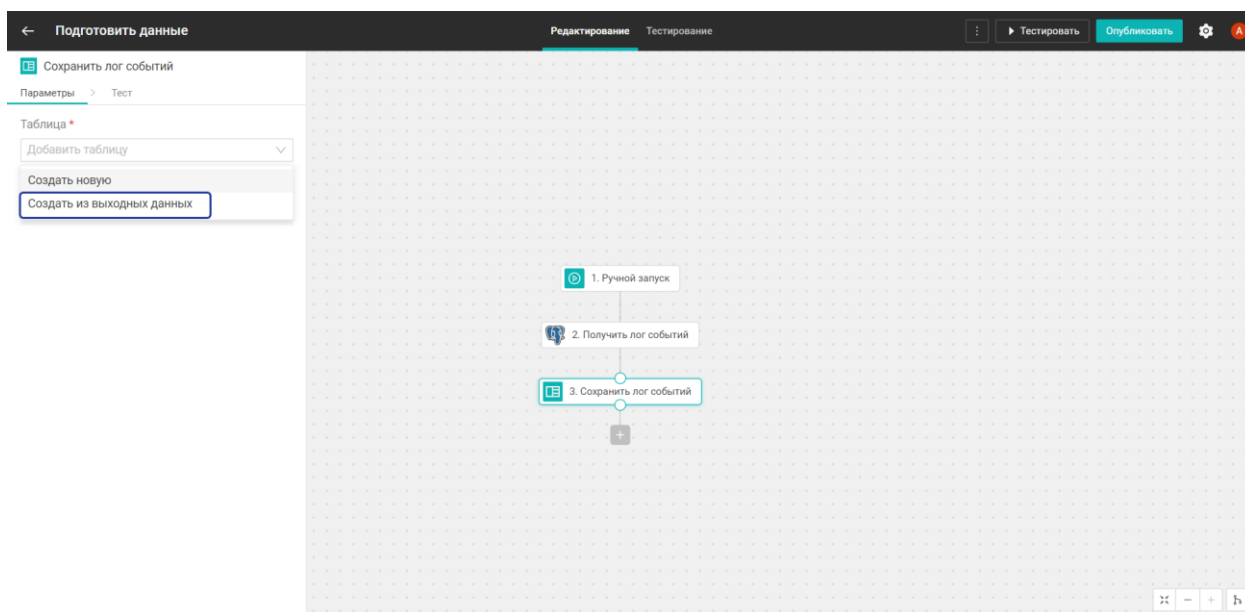 Подготовить данные
Редактирование Тестирование
Тестировать Опубликовать A
Сохранить лог событий
Параметры > Тест
Таблица *
Добавить таблицу
Создать новую
Создать из выходных данных
1. Ручной запуск
2. Получить лог событий
3. Сохранить лог событий